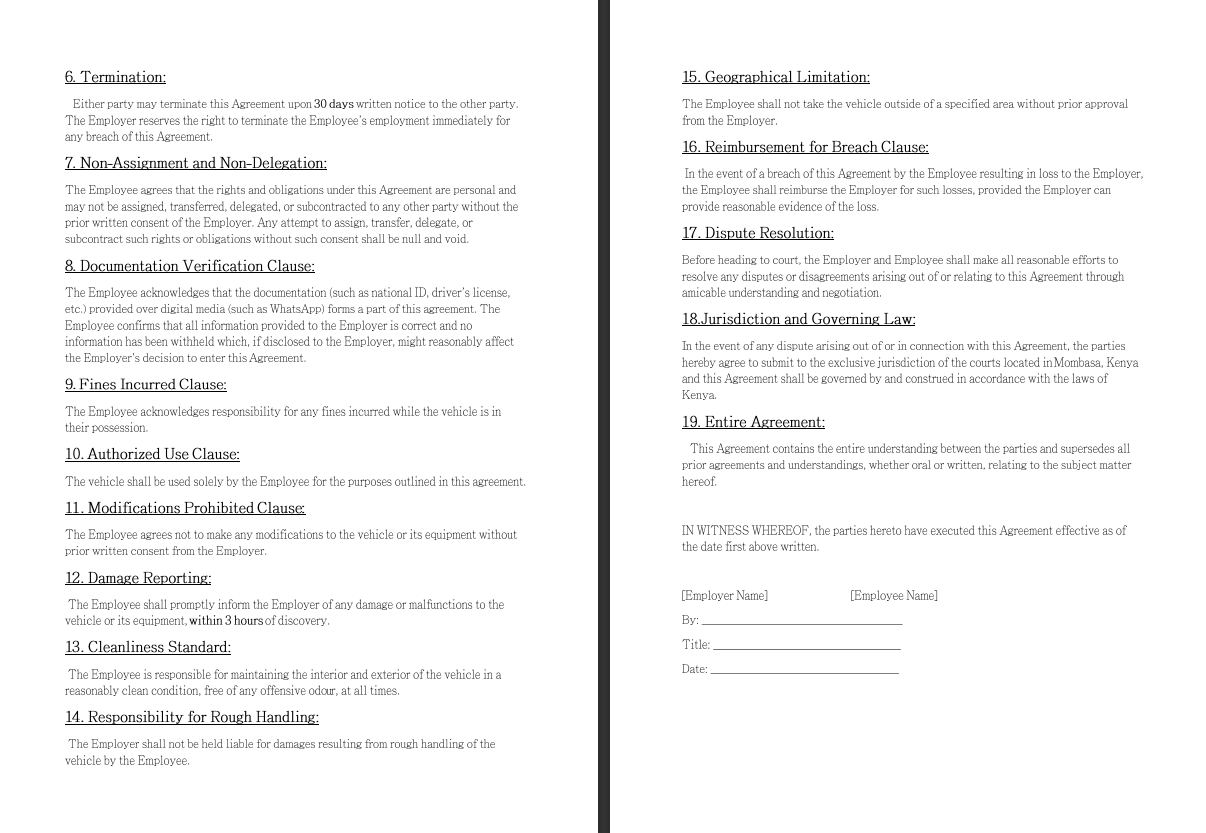 6. Termination:
Either party may terminate this Agreement upon 30 days written notice to the other party.
The Employer reserves the right to terminate the Employee's employment immediately for
any breach of this Agreement.
7. Non-Assignment and Non-Delegation:
The Employee agrees that the rights and obligations under this Agreement are personal and
may not be assigned, transferred, delegated, or subcontracted to any other party without the
prior written consent of the Employer. Any attempt to assign, transfer, delegate, or
subcontract such rights or obligations without such consent shall be null and void.
8. Documentation Verification Clause:
The Employee acknowledges that the documentation (such as national ID, driver's license,
etc.) provided over digital media (such as WhatsApp) forms a part of this agreement. The
Employee confirms that all information provided to the Employer is correct and no
information has been withheld which, if disclosed to the Employer, might reasonably affect
the Employer's decision to enter this Agreement.
9. Fines Incurred Clause:
The Employee acknowledges responsibility for any fines incurred while the vehicle is in
their possession.
10. Authorized Use Clause:
The vehicle shall be used solely by the Employee for the purposes outlined in this agreement.
11. Modifications Prohibited Clause:
The Employee agrees not to make any modifications to the vehicle or its equipment without
prior written consent from the Employer.
12. Damage Reporting:
The Employee shall promptly inform the Employer of any damage or malfunctions to the
vehicle or its equipment, within 3 hours of discovery.
13. Cleanliness Standard:
The Employee is responsible for maintaining the interior and exterior of the vehicle in a
reasonably clean condition, free of any offensive odour, at all times.
14. Responsibility for Rough Handling:
The Employer shall not be held liable for damages resulting from rough handling of the
vehicle by the Employee.
15. Geographical Limitation:
The Employee shall not take the vehicle outside of a specified area without prior approval
from the Employer.
16. Reimbursement for Breach Clause:
In the event of a breach of this Agreement by the Employee resulting in loss to the Employer,
the Employee shall reimburse the Employer for such losses, provided the Employer can
provide reasonable evidence of the loss.
17. Dispute Resolution:
Before heading to court, the Employer and Employee shall make all reasonable efforts to
resolve any disputes or disagreements arising out of or relating to this Agreement through
amicable understanding and negotiation.
18.Jurisdiction and Governing Law:
In the event of any dispute arising out of or in connection with this Agreement, the parties
hereby agree to submit to the exclusive jurisdiction of the courts located in Mombasa, Kenya
and this Agreement shall be governed by and construed in accordance with the laws of
Kenya.
19. Entire Agreement:
This Agreement contains the entire understanding between the parties and supersedes all
prior agreements and understandings, whether oral or written, relating to the subject matter
hereof.
IN WITNESS WHEREOF, the parties hereto have executed this Agreement effective as of
the date first above written.
[Employer Name] [Employee Name]
By: ______________________________
Title: ____________________________
Date: ____________________________